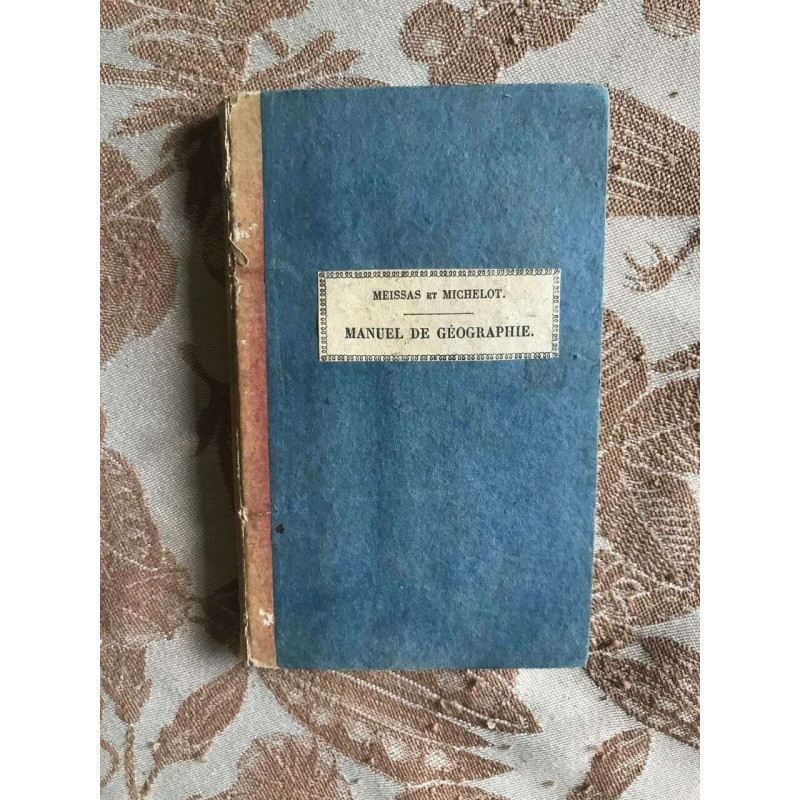 MEISSAS ET MICHELOT.
MANUEL DE GÉOGRAPHIE.